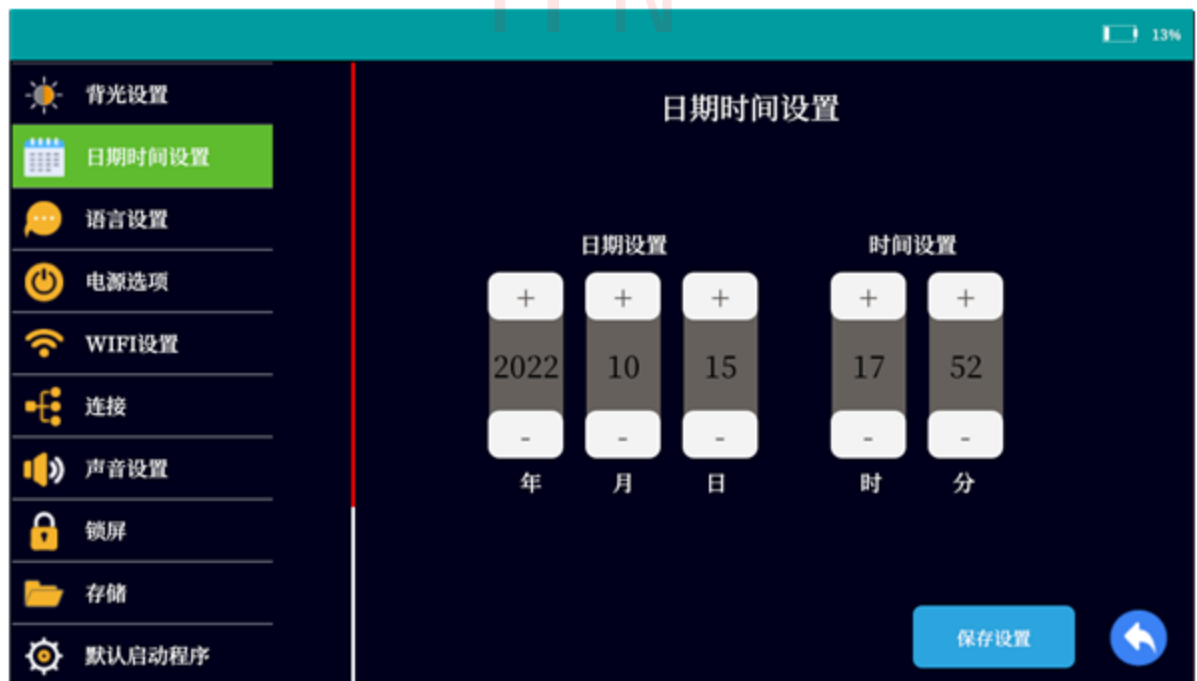 13%
背光设置
日期时间设置
语言设置
电源选项
WIFI设置
连接
声音设置
锁屏
存储
默认启动程序
日期时间设置
日期设置 时间设置
+ + + + +
2022 10 15 17 52
- - - - -
年 月 日 时 分
保存设置